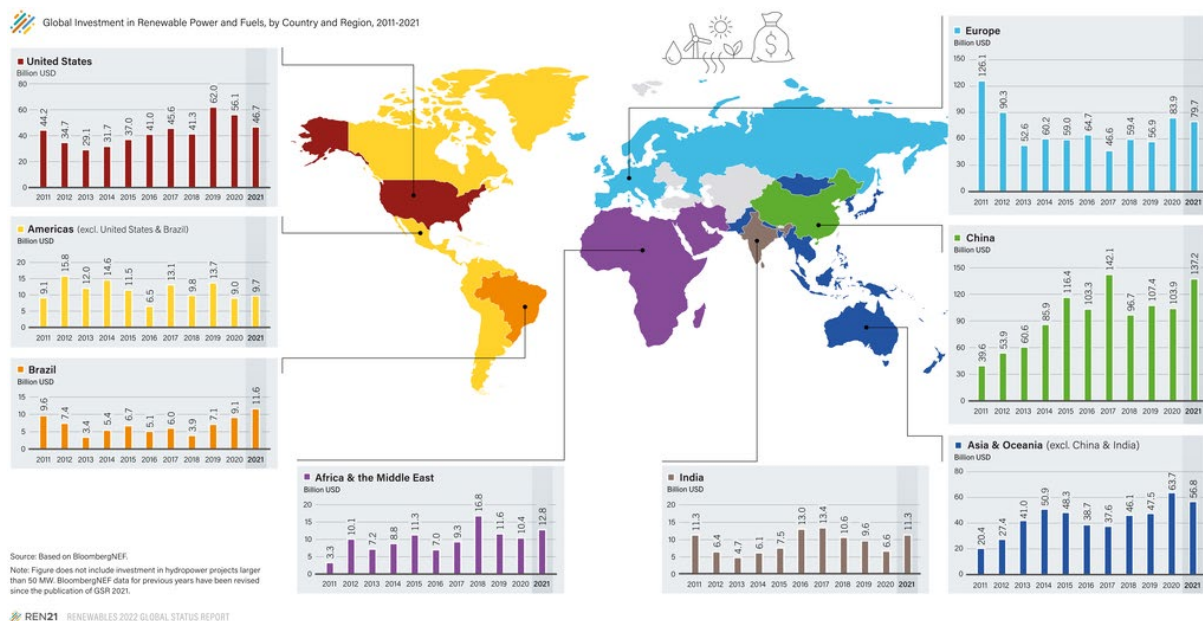 Global Investment in Renewable Power and Fuels, by Country and Region, 2011-2021
United States
Billion USD
80
60
40
20
0
44.2 34.7 29.1 31.7 37.0 41.0 45.6 41.3 62.0 56.1 46.7
2011 2012 2013 2014 2015 2016 2017 2018 2019 2020 2021
Americas (excl. United States & Brazil)
Billion USD
20
15
10
5
0
9.1 15.8 12.0 14.6 11.5 6.5 13.1 9.8 13.7 9.0 9.7
2011 2012 2013 2014 2015 2016 2017 2018 2019 2020 2021
Brazil
Billion USD
15
10
5
0
9.6 7.4 3.4 5.4 6.7 5.1 6.0 3.9 7.1 9.1 11.6
2011 2012 2013 2014 2015 2016 2017 2018 2019 2020 2021
Africa & the Middle East
Billion USD
20
15
10
5
0
3.3 10.1 7.2 8.8 11.3 7.0 9.3 16.8 11.6 10.4 12.8
2011 2012 2013 2014 2015 2016 2017 2018 2019 2020 2021
India
Billion USD
20
15
10
5
0
11.3 6.4 4.7 6.1 7.5 13.0 13.4 10.6 9.6 6.6 11.3
2011 2012 2013 2014 2015 2016 2017 2018 2019 2020 2021
$
Europe
Billion USD
150
90
60
30
0
126.1 90.3 52.6 60.2 59.0 64.7 46.6 59.4 56.9 83.9 79.7
2011 2012 2013 2014 2015 2016 2017 2018 2019 2020 2021
China
Billion USD
150
120
90
60
30
0
39.6 53.9 60.6 85.9 116.4 103.3 142.1 96.7 107.4 103.9 137.2
2011 2012 2013 2014 2015 2016 2017 2018 2019 2020 2021
Asia & Oceania (excl. China & India)
Billion USD
80
60
40
20
0
20.4 27.4 41.0 50.9 48.3 38.7 37.6 46.1 47.5 63.7 56.8
2011 2012 2013 2014 2015 2016 2017 2018 2019 2020 2021
Source: Based on BloombergNEF.
Note: Figure does not include investment in hydropower projects larger
than 50 MW. BloombergNEF data for previous years have been revised
since the publication of GSR 2021.
REN21 RENEWABLES 2022 GLOBAL STATUS REPORT